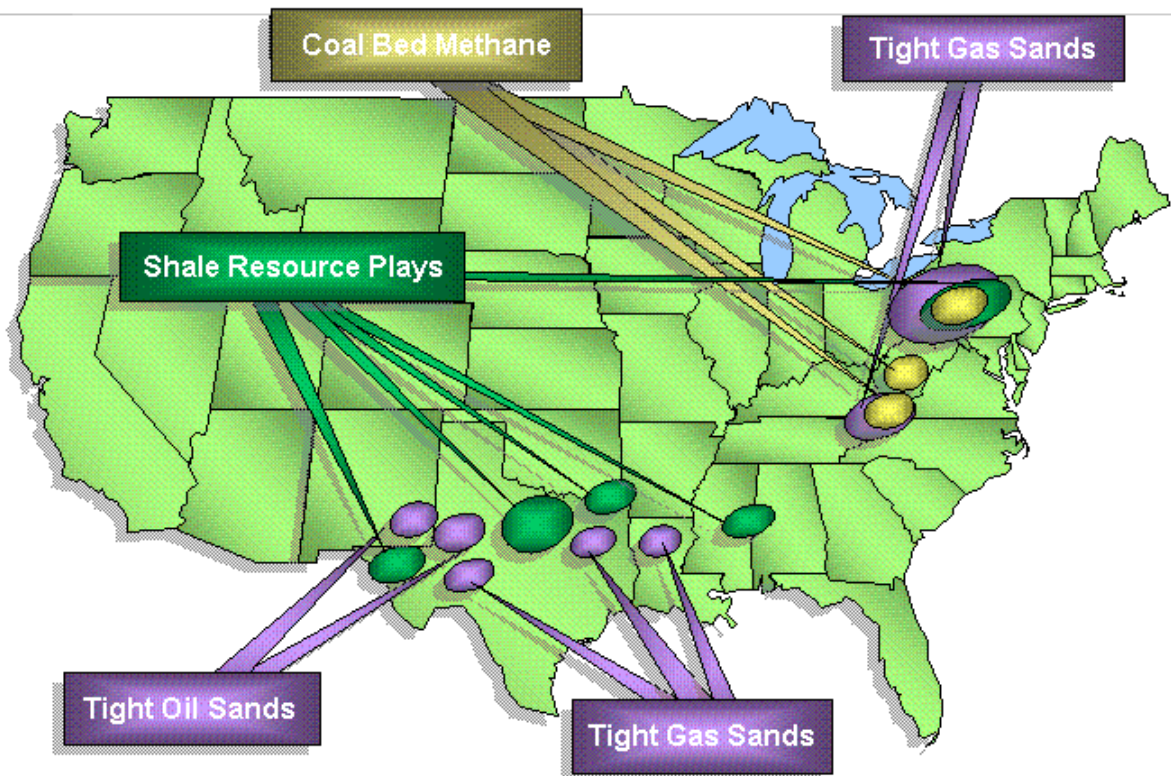 Coal Bed Methane
Tight Gas Sands
Shale Resource Plays
Tight Oil Sands
Tight Gas Sands